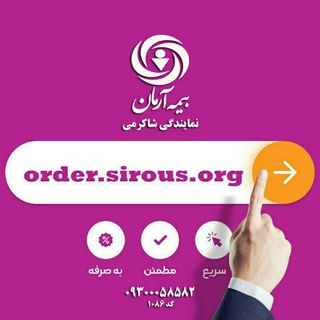 بیمه آرمان
نمایندگی شاکرمی
order.sirous.org
سریع
مطمئن
به صرفه
۰۹۳۰۰۰۵۸۵۸۲
کد ۱۰۸۶